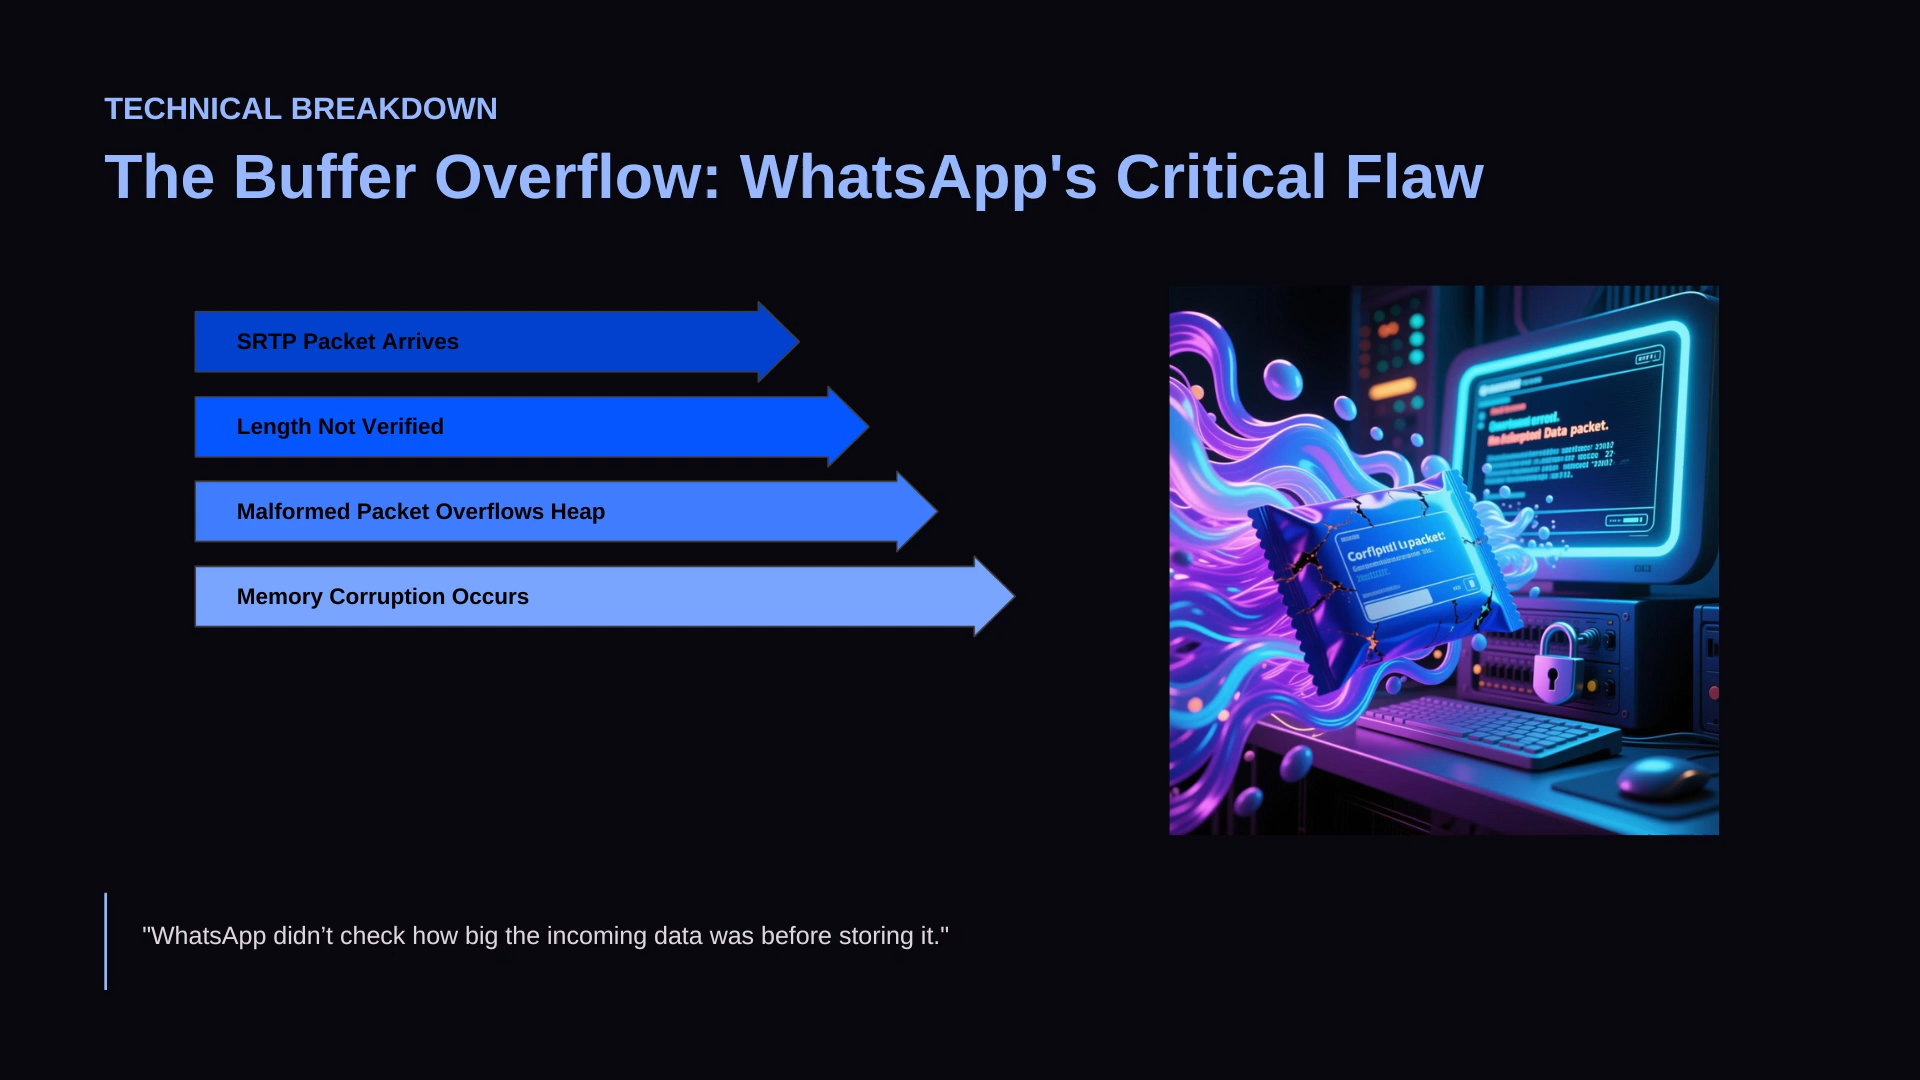 TECHNICAL BREAKDOWN
The Buffer Overflow: WhatsApp's Critical Flaw
SRTP Packet Arrives
Length Not Verified
Malformed Packet Overflows Heap
Memory Corruption Occurs
Data packet.
packet!
"WhatsApp didn’t check how big the incoming data was before storing it."